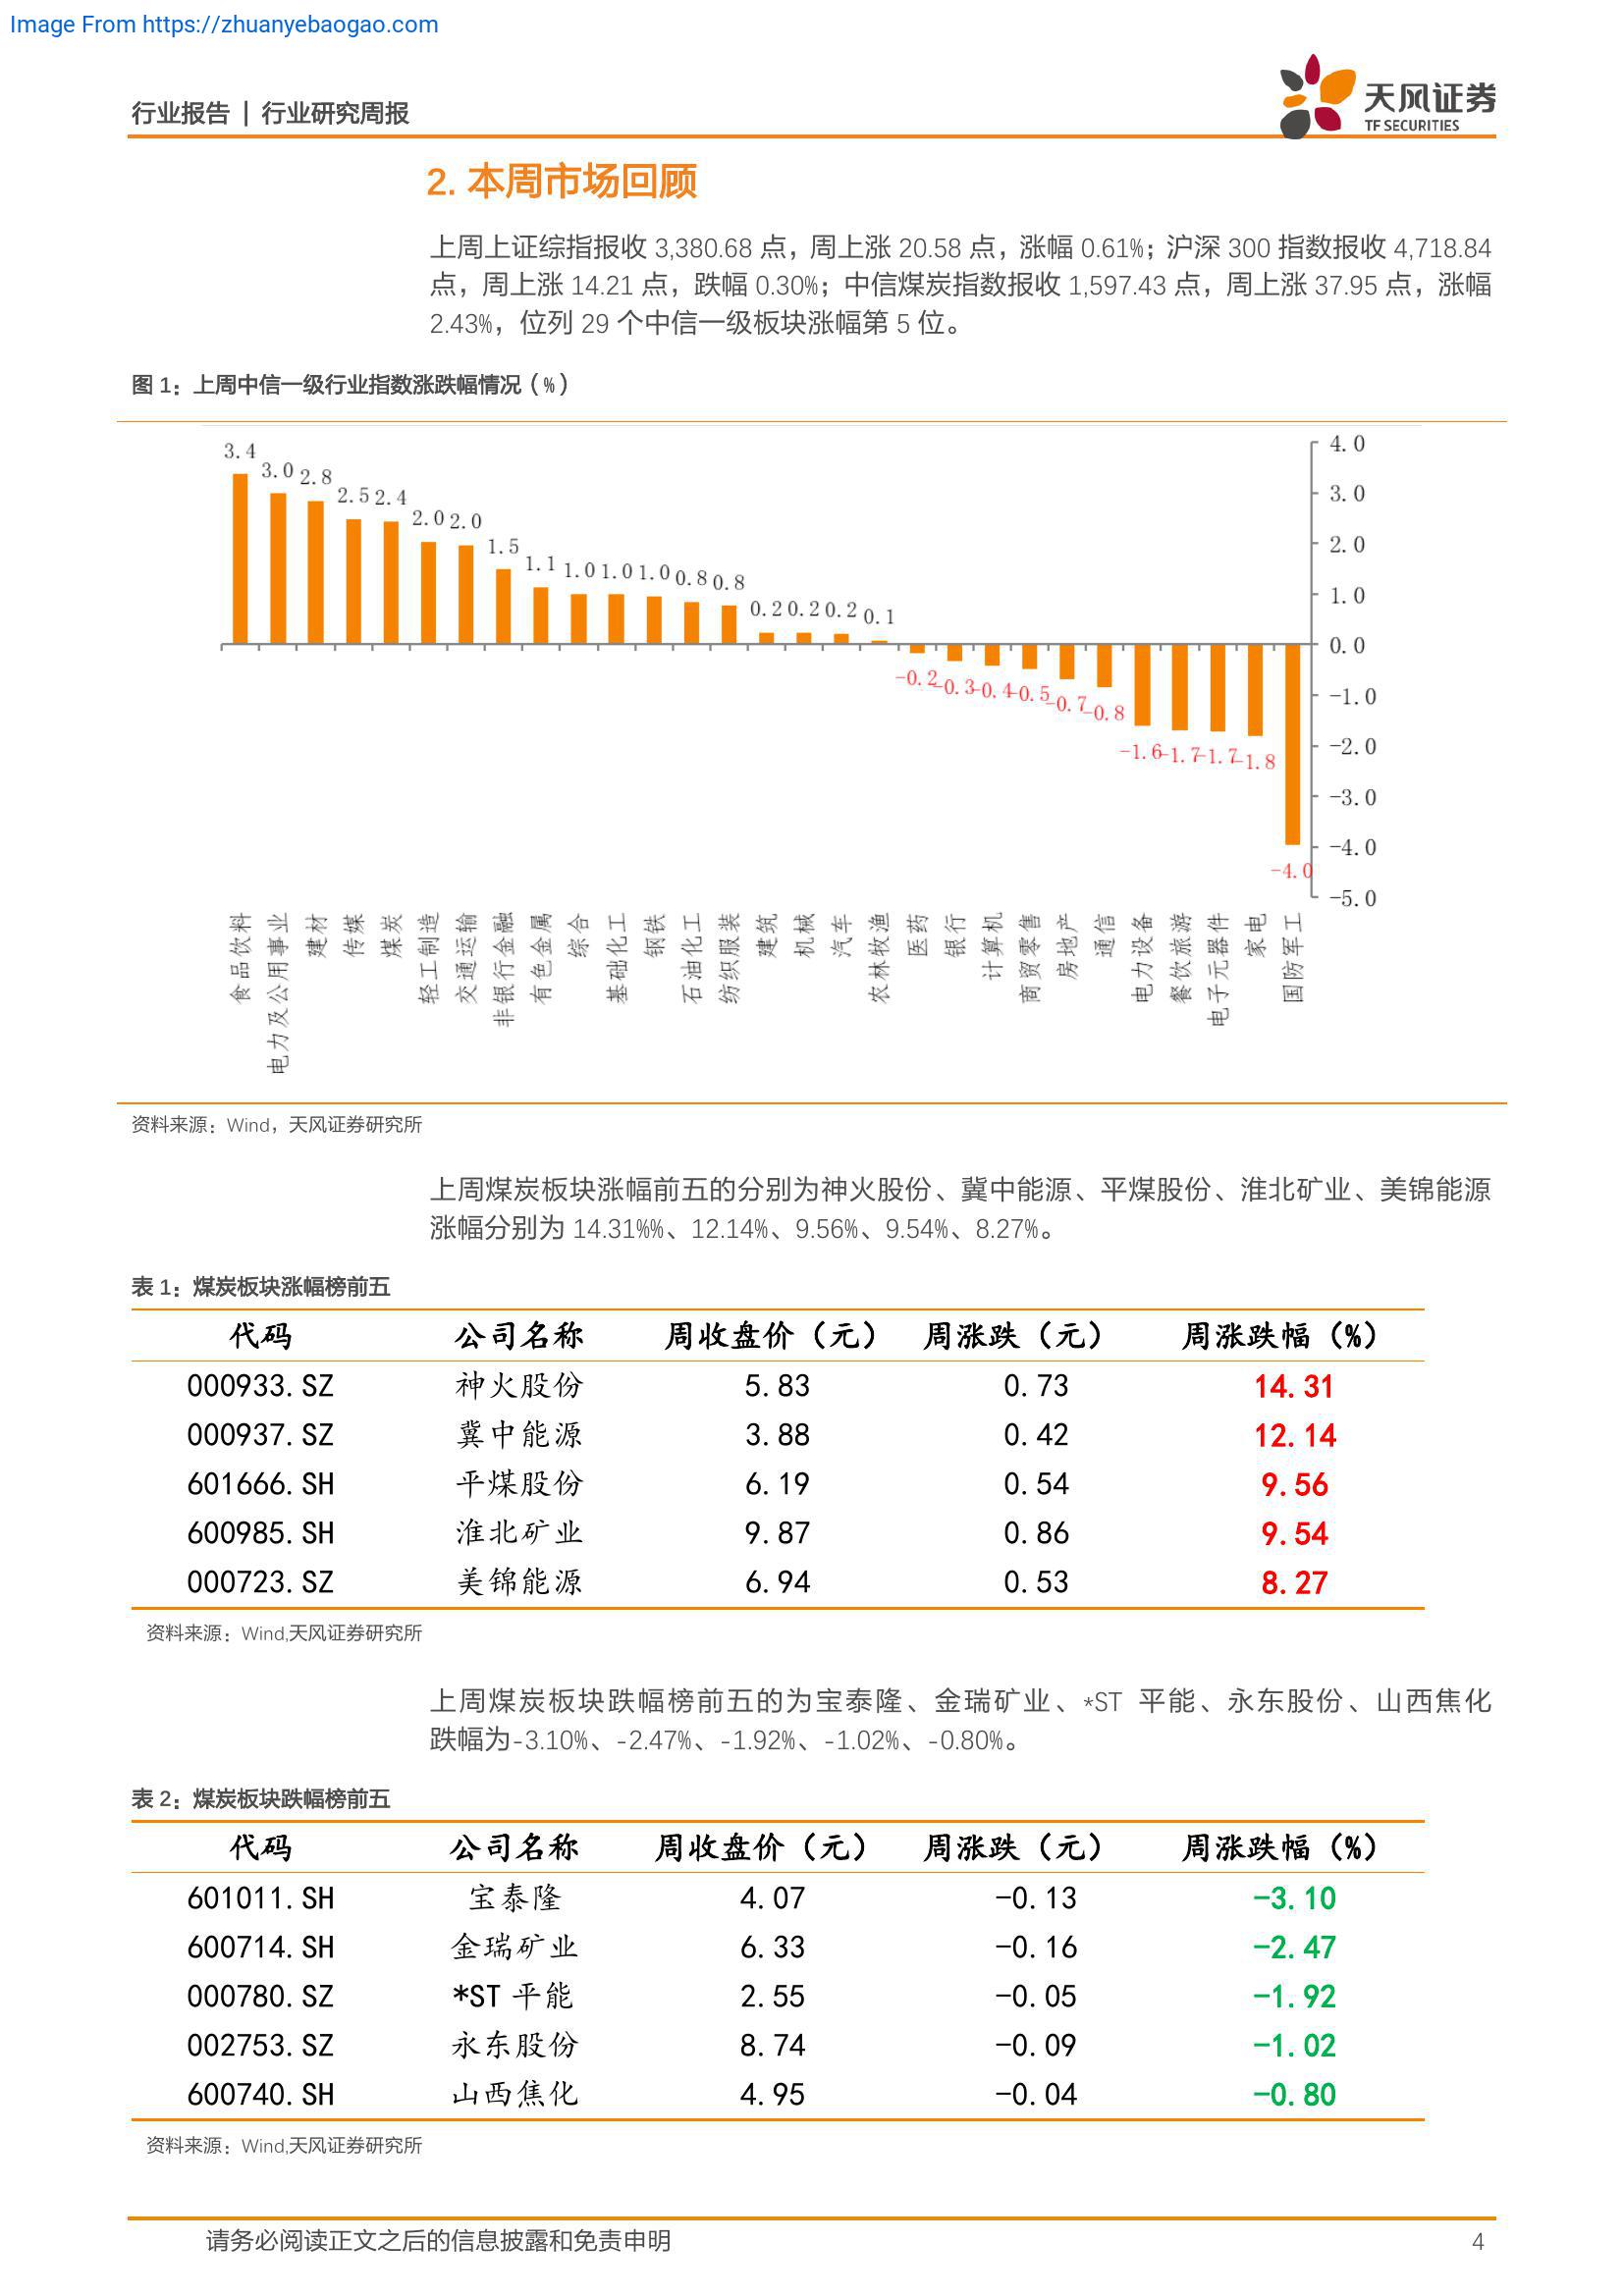 Image From https://zhuanyebaogao.com
行业报告 | 行业研究周报
天风证券
TF SECURITIES
2. 本周市场回顾
上周上证综指报收 3,380.68 点，周上涨 20.58 点，涨幅 0.61%；沪深 300 指数报收 4,718.84
点，周上涨 14.21 点，跌幅 0.30%；中信煤炭指数报收 1,597.43 点，周上涨 37.95 点，涨幅
2.43%，位列 29 个中信一级板块涨幅第 5 位。
图 1：上周中信一级行业指数涨跌幅情况（%）
3.4 3.0 2.8 2.5 2.4 2.0 2.0 1.5 1.1 1.0 1.0 1.0 0.8 0.8 0.2 0.2 0.2 0.1 -0.2 -0.3 -0.4 -0.5 -0.7 -0.8 -1.6 -1.7 -1.7 -1.8 -4.0
4.0
3.0
2.0
1.0
0.0
-1.0
-2.0
-3.0
-4.0
-5.0
食品饮料
电力及公用事业
建材
传媒
煤炭
轻工制造
交通运输
非银行金融
有色金属
综合
基础化工
钢铁
石油化工
纺织服装
建筑
机械
汽车
农林牧渔
医药
银行
计算机
商贸零售
房地产
通信
电力设备
餐饮旅游
电子元器件
家电
国防军工
资料来源：Wind，天风证券研究所
上周煤炭板块涨幅前五的分别为神火股份、冀中能源、平煤股份、淮北矿业、美锦能源
涨幅分别为 14.31%%、12.14%、9.56%、9.54%、8.27%。
表 1：煤炭板块涨幅榜前五
代码 公司名称 周收盘价（元） 周涨跌（元） 周涨跌幅（%）
000933.SZ 神火股份 5.83 0.73 14.31
000937.SZ 冀中能源 3.88 0.42 12.14
601666.SH 平煤股份 6.19 0.54 9.56
600985.SH 淮北矿业 9.87 0.86 9.54
000723.SZ 美锦能源 6.94 0.53 8.27
资料来源：Wind,天风证券研究所
上周煤炭板块跌幅榜前五的为宝泰隆、金瑞矿业、*ST 平能、永东股份、山西焦化
跌幅为-3.10%、-2.47%、-1.92%、-1.02%、-0.80%。
表 2：煤炭板块跌幅榜前五
代码 公司名称 周收盘价（元） 周涨跌（元） 周涨跌幅（%）
601011.SH 宝泰隆 4.07 -0.13 -3.10
600714.SH 金瑞矿业 6.33 -0.16 -2.47
000780.SZ *ST 平能 2.55 -0.05 -1.92
002753.SZ 永东股份 8.74 -0.09 -1.02
600740.SH 山西焦化 4.95 -0.04 -0.80
资料来源：Wind,天风证券研究所
请务必阅读正文之后的信息披露和免责申明 4